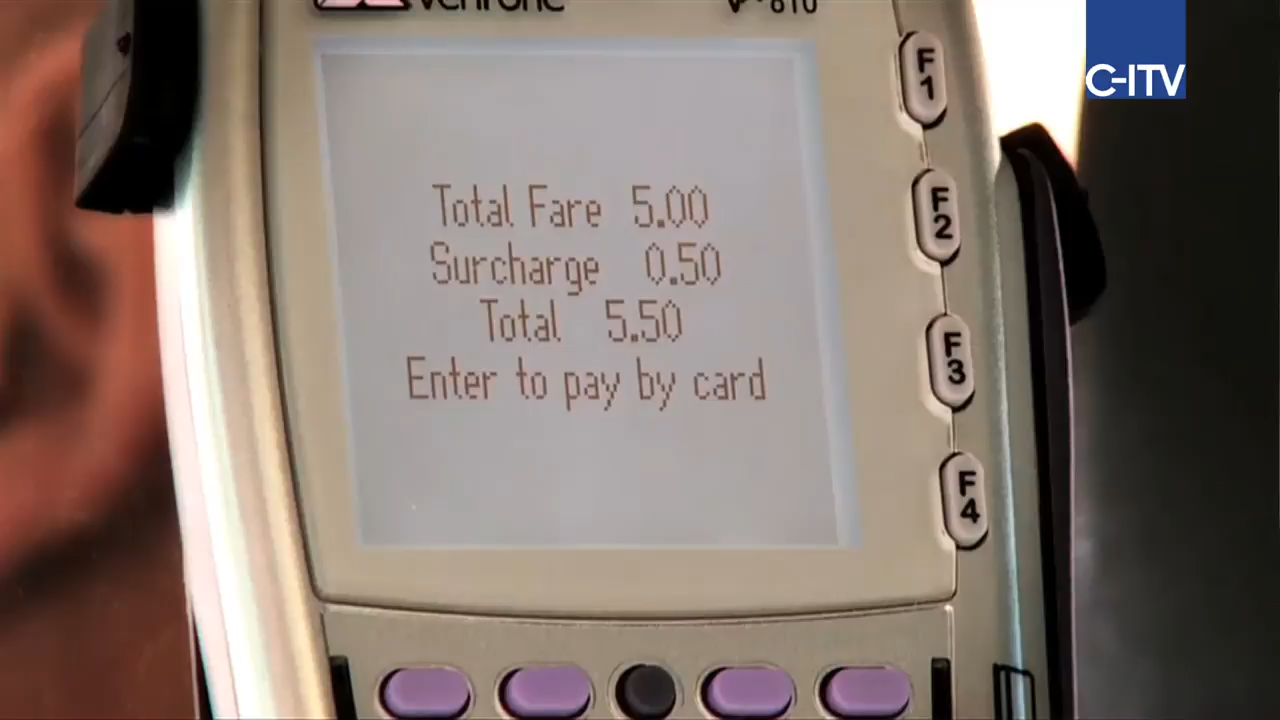 Verifone
C-ITV
F1
Total Fare 5.00
F2
Surcharge 0.50
Total 5.50
F3
Enter to pay by card
F4